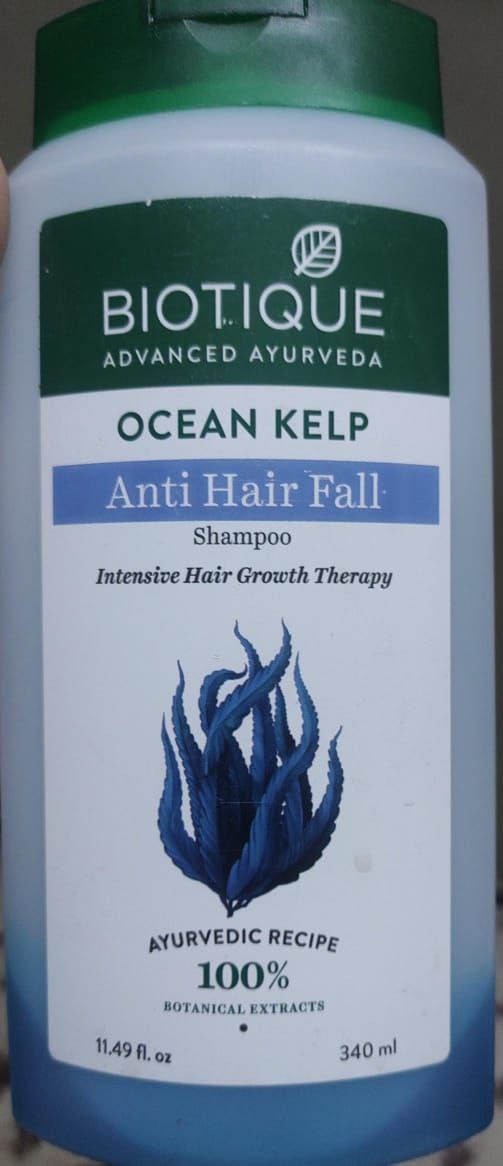 BIOTIQUE
ADVANCED AYURVEDA
OCEAN KELP
Anti Hair Fall
Shampoo
Intensive Hair Growth Therapy
AYURVEDIC RECIPE
100%
BOTANICAL EXTRACTS
11.49 fl. oz 340 ml